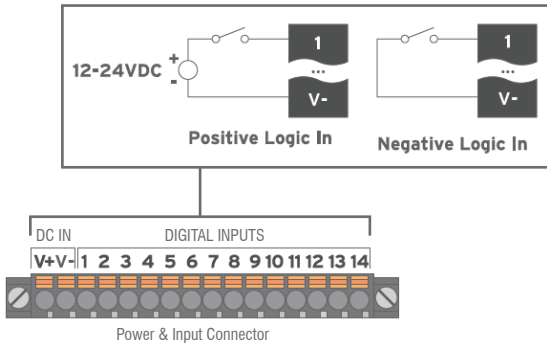 1 1
12-24VDC + - ... ...
V- V-
Positive Logic In Negative Logic In
DC IN DIGITAL INPUTS
V+V- 1 2 3 4 5 6 7 8 9 10 11 12 13 14
Power & Input Connector